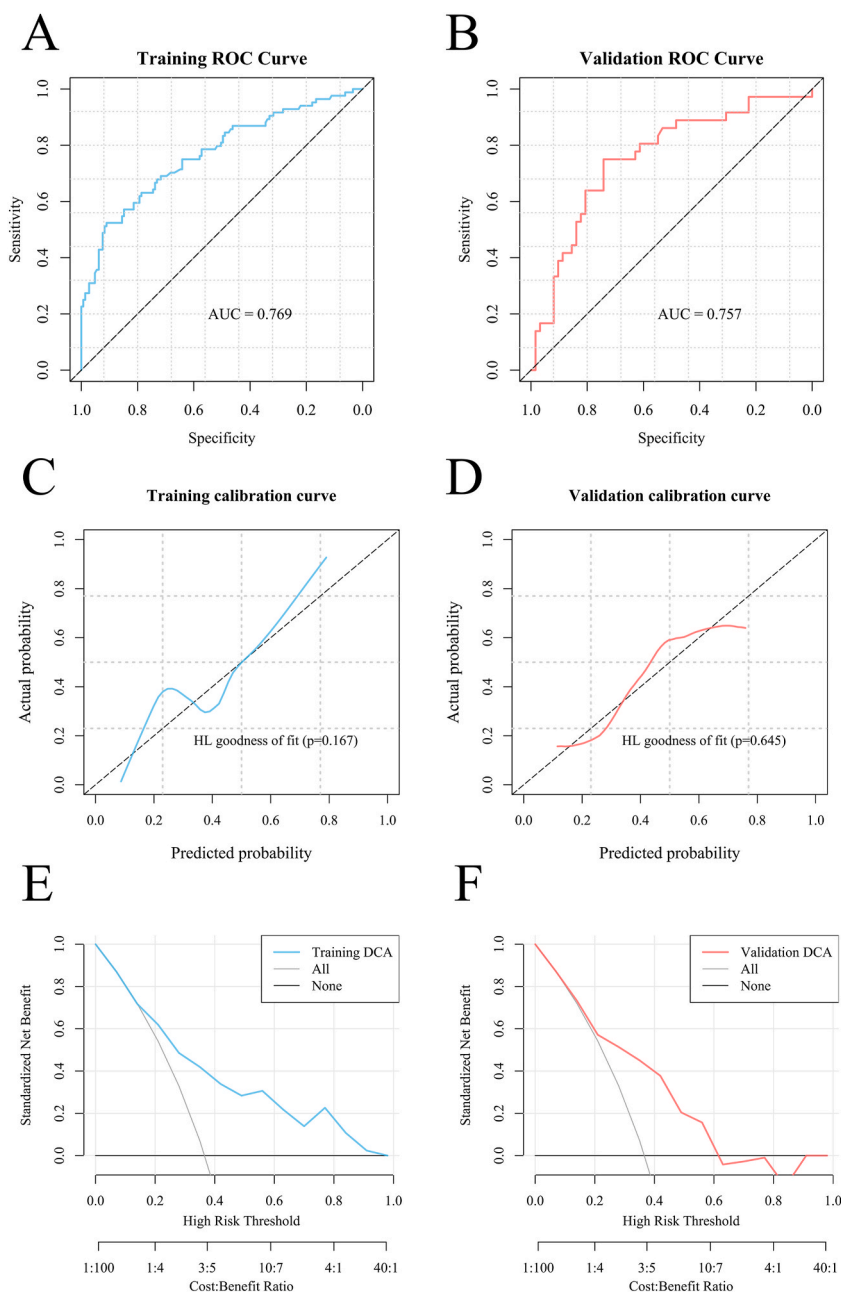 A
B
Training ROC Curve
Validation ROC Curve
Sensitivity
1.0
0.8
0.6
0.4
0.2
0.0
AUC = 0.769
1.0 0.8 0.6 0.4 0.2 0.0
Specificity
Sensitivity
1.0
0.8
0.6
0.4
0.2
0.0
AUC = 0.757
1.0 0.8 0.6 0.4 0.2 0.0
Specificity
C
D
Training calibration curve
Validation calibration curve
Actual probability
1.0
0.8
0.6
0.4
0.2
0.0
HL goodness of fit (p=0.167)
0.0 0.2 0.4 0.6 0.8 1.0
Predicted probability
Actual probability
1.0
0.8
0.6
0.4
0.2
0.0
HL goodness of fit (p=0.645)
0.0 0.2 0.4 0.6 0.8 1.0
Predicted probability
E
F
Standardized Net Benefit
1.0
0.8
0.6
0.4
0.2
0.0
Training DCA
All
None
0.0 0.2 0.4 0.6 0.8 1.0
High Risk Threshold
1:100 1:4 3:5 10:7 4:1 40:1
Cost:Benefit Ratio
Standardized Net Benefit
1.0
0.8
0.6
0.4
0.2
0.0
Validation DCA
All
None
0.0 0.2 0.4 0.6 0.8 1.0
High Risk Threshold
1:100 1:4 3:5 10:7 4:1 40:1
Cost:Benefit Ratio